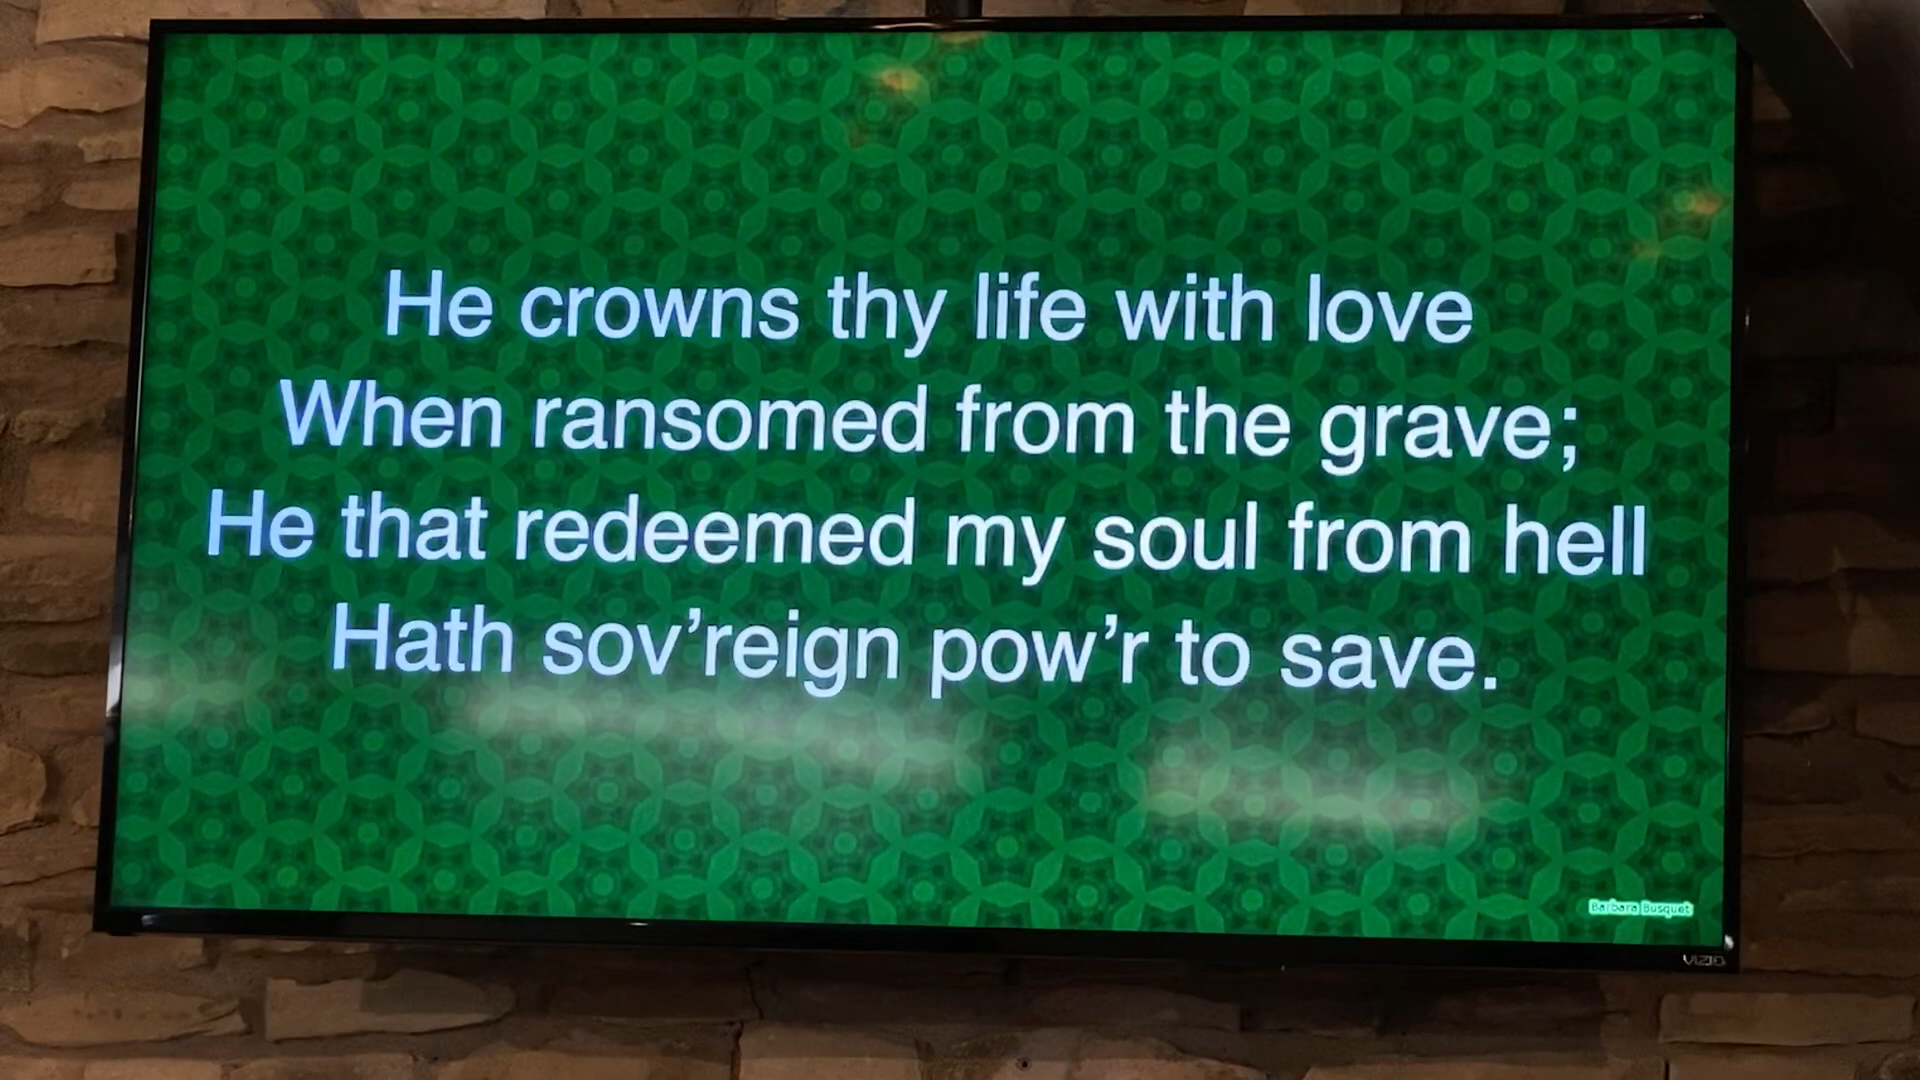 He crowns thy life with love
When ransomed from the grave;
He that redeemed my soul from hell
Hath sov’reign pow’r to save.
Barbara Busquet
VIZIO